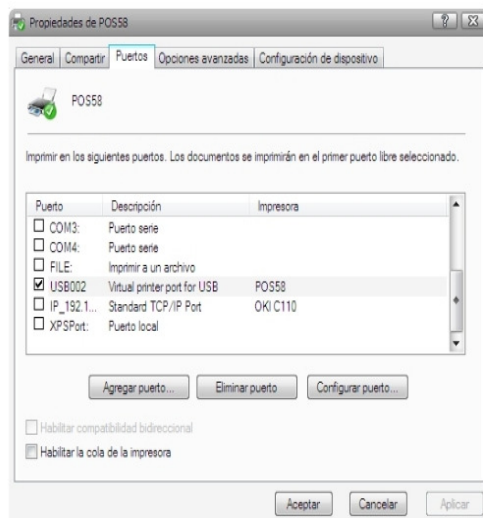 Propiedades de POS58
General Compartir Puertos Opciones avanzadas Configuración de dispositivo
POS58
Imprimir en los siguientes puertos. Los documentos se imprimirán en el primer puerto libre seleccionado.
Puerto Descripción Impresora
COM3: Puerto serie
COM4: Puerto serie
FILE: Imprimir a un archivo
USB002 Virtual printer port for USB POS58
IP_192.1... Standard TCP/IP Port OKI C110
XPSPort: Puerto local
Agregar puerto... Eliminar puerto Configurar puerto...
Habilitar compatibilidad bidireccional
Habilitar la cola de la impresora
Aceptar Cancelar Aplicar